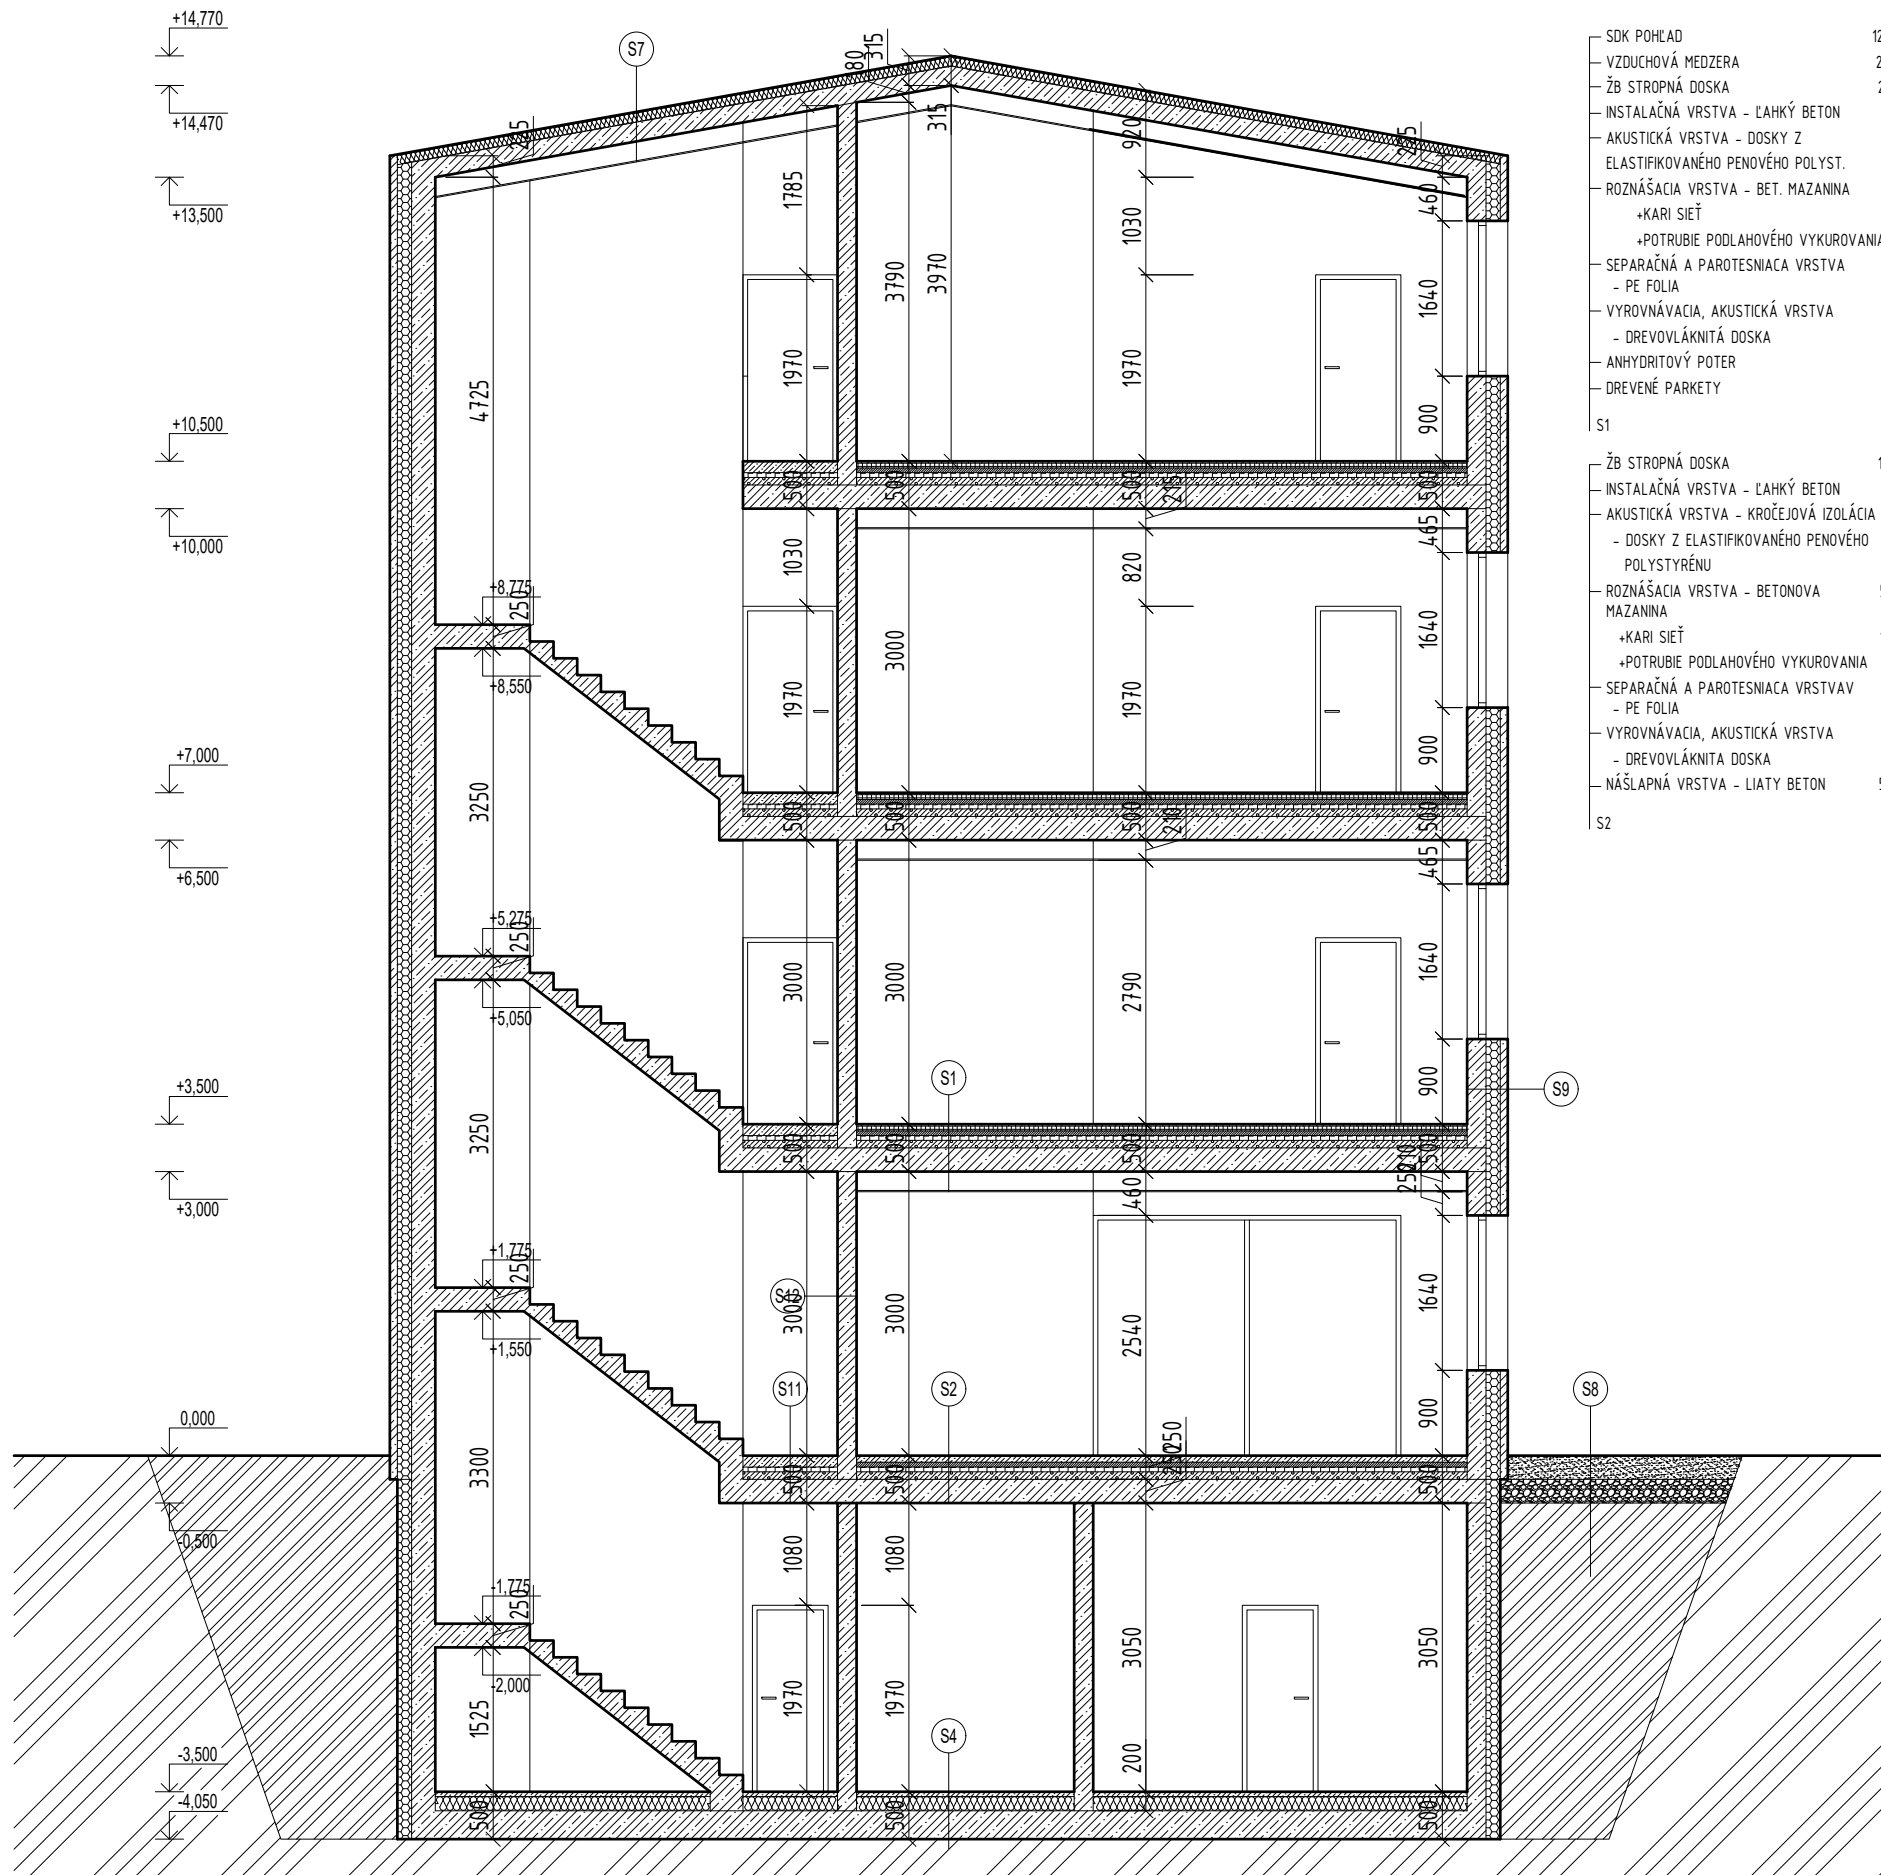 +14,770
+14,470
+13,500
+10,500
+10,000
+7,000
+6,500
+3,500
+3,000
0,000
-0,500
-3,500
-4,050
S7
80
315
315
225
920
225
1785
1030
460
3790
3970
1640
4725
1970
1970
900
500
500
500
215
500
1030
820
465
+8,775
250
+8,550
3000
1640
1970
1970
900
3250
500
500
500
210
500
465
+5,275
250
+5,050
3000
3000
2790
1640
900
S1
S9
3250
500
500
500
210
250
500
460
+1,775
250
+1,550
S12
3000
3000
2540
1640
900
S11
S2
S8
3300
500
500
250
250
500
1080
1080
-1,775
250
-2,000
1525
1970
1970
3050
3050
S4
200
500
500
500
SDK POHĽAD
VZDUCHOVÁ MEDZERA
ŽB STROPNÁ DOSKA
INSTALAČNÁ VRSTVA - ĽAHKÝ BETON
AKUSTICKÁ VRSTVA - DOSKY Z
ELASTIFIKOVANÉHO PENOVÉHO POLYST.
ROZNÁŠACIA VRSTVA - BET. MAZANINA
+KARI SIEŤ
+POTRUBIE PODLAHOVÉHO VYKUROVANIA
SEPARAČNÁ A PAROTESNIACA VRSTVA
- PE FOLIA
VYROVNÁVACIA, AKUSTICKÁ VRSTVA
- DREVOVLÁKNITÁ DOSKA
ANHYDRITOVÝ POTER
DREVENÉ PARKETY
S1
ŽB STROPNÁ DOSKA
INSTALAČNÁ VRSTVA - ĽAHKÝ BETON
AKUSTICKÁ VRSTVA - KROČEJOVÁ IZOLÁCIA
- DOSKY Z ELASTIFIKOVANÉHO PENOVÉHO
POLYSTYRÉNU
ROZNÁŠACIA VRSTVA - BETONOVA
MAZANINA
+KARI SIEŤ
+POTRUBIE PODLAHOVÉHO VYKUROVANIA
SEPARAČNÁ A PAROTESNIACA VRSTVAV
- PE FOLIA
VYROVNÁVACIA, AKUSTICKÁ VRSTVA
- DREVOVLÁKNITA DOSKA
NÁŠLAPNÁ VRSTVA - LIATY BETON
S2